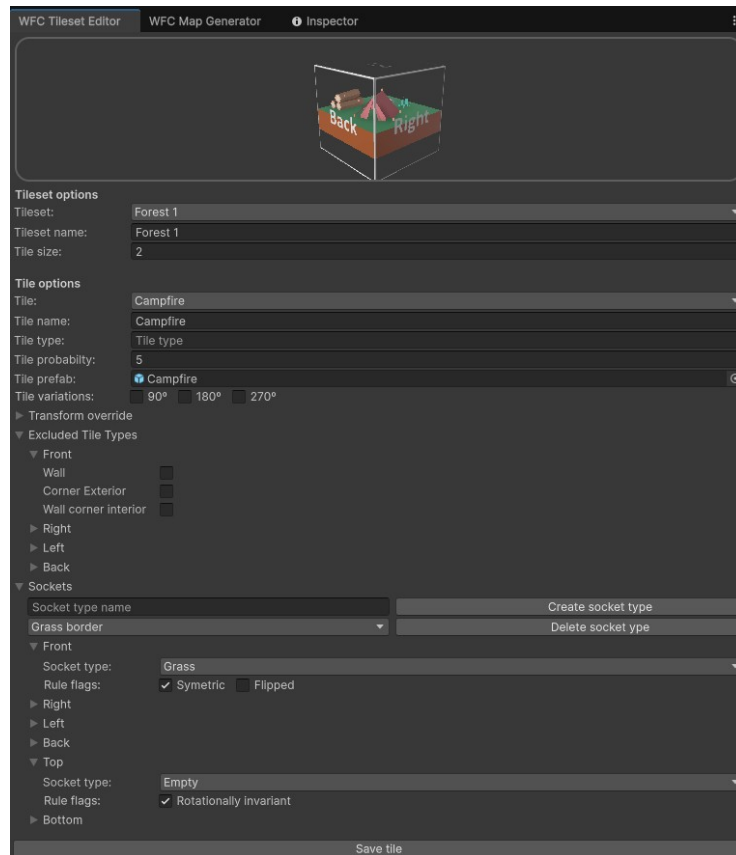 WFC Tileset Editor WFC Map Generator Inspector
Back Right
Tileset options
Tileset: Forest 1
Tileset name: Forest 1
Tile size: 2
Tile options
Tile: Campfire
Tile name: Campfire
Tile type: Tile type
Tile probabilty: 5
Tile prefab: Campfire
Tile variations: 90º 180º 270º
Transform override
Excluded Tile Types
Front
Wall
Corner Exterior
Wall corner interior
Right
Left
Back
Sockets
Socket type name Create socket type
Grass border Delete socket ype
Front
Socket type: Grass
Rule flags: Symetric Flipped
Right
Left
Back
Top
Socket type: Empty
Rule flags: Rotationally invariant
Bottom
Save tile